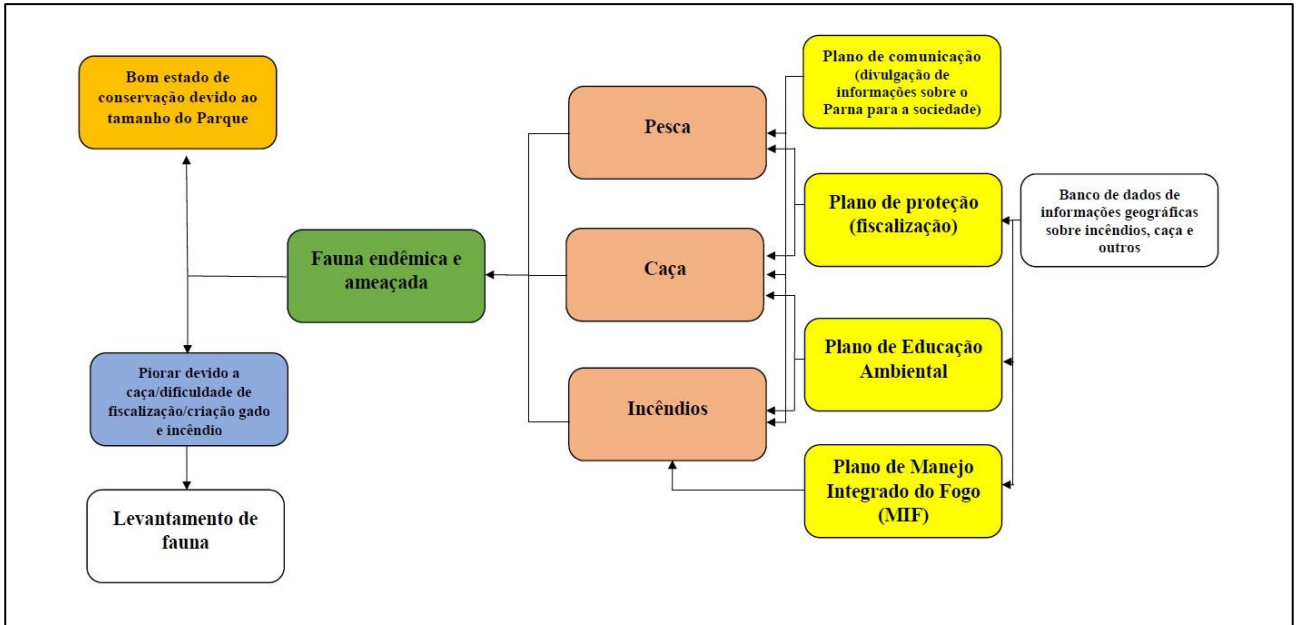 Bom estado de
conservação devido ao
tamanho do Parque
Piorar devido a
caça/dificuldade de
fiscalização/criação gado
e incêndio
Levantamento de
fauna
Fauna endêmica e
ameaçada
Pesca
Caça
Incêndios
Plano de comunicação
(divulgação de
informações sobre o
Parna para a sociedade)
Plano de proteção
(fiscalização)
Plano de Educação
Ambiental
Plano de Manejo
Integrado do Fogo
(MIF)
Banco de dados de
informações geográficas
sobre incêndios, caça e
outros